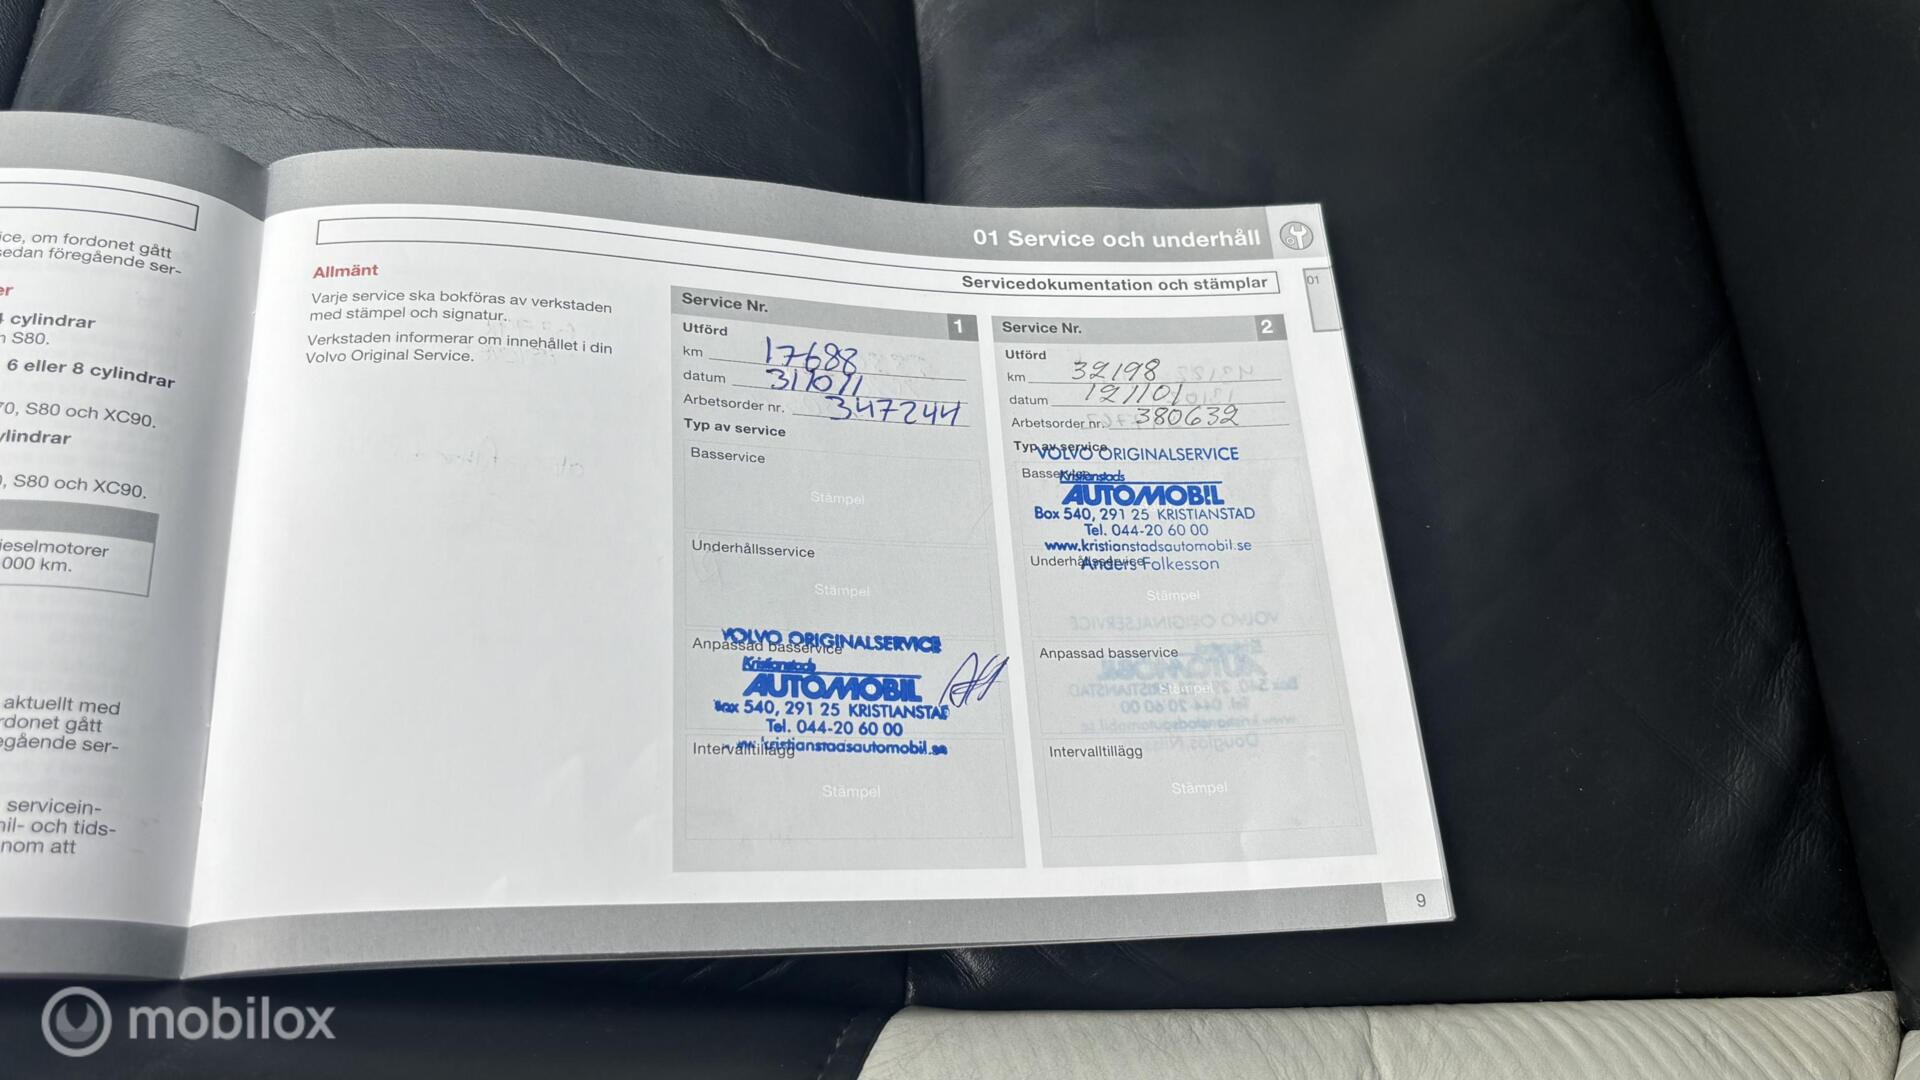 ice, om fordonet gått
sedan föregående ser-
er
4 cylindrar
h S80.
6 eller 8 cylindrar
70, S80 och XC90.
ylindrar
0, S80 och XC90.
ieselmotorer
000 km.
aktuellt med
rdonet gått
egående ser-
servicein-
mil- och tids-
nom att
01 Service och underhåll
01
Servicedokumentation och stämplar
Allmänt
Varje service ska bokföras av verkstaden
med stämpel och signatur.
Verkstaden informerar om innehållet i din
Volvo Original Service.
Service Nr.
1
Utförd
km 17688
datum 311011
Arbetsorder nr. 347244
Typ av service
Basservice
Stämpel
Underhållsservice
Stämpel
VOLVO ORIGINALSERVICE
Anpassad basservice
Kristianstads
AUTOMOBIL
Box 540, 291 25 KRISTIANSTAD
Tel. 044-20 60 00
www.kristianstadsautomobil.se
Intervalltillägg
Stämpel
Service Nr.
2
Utförd
km 32198
datum 121101
Arbetsorder nr. 380632
Typ av service
VOLVO ORIGINALSERVICE
Basservice
Kristianstads
AUTOMOBIL
Box 540, 291 25 KRISTIANSTAD
Tel. 044-20 60 00
www.kristianstadsautomobil.se
Underhållsservice
Anders Folkesson
Stämpel
Anpassad basservice
Stämpel
Intervalltillägg
Stämpel
9
mobilox